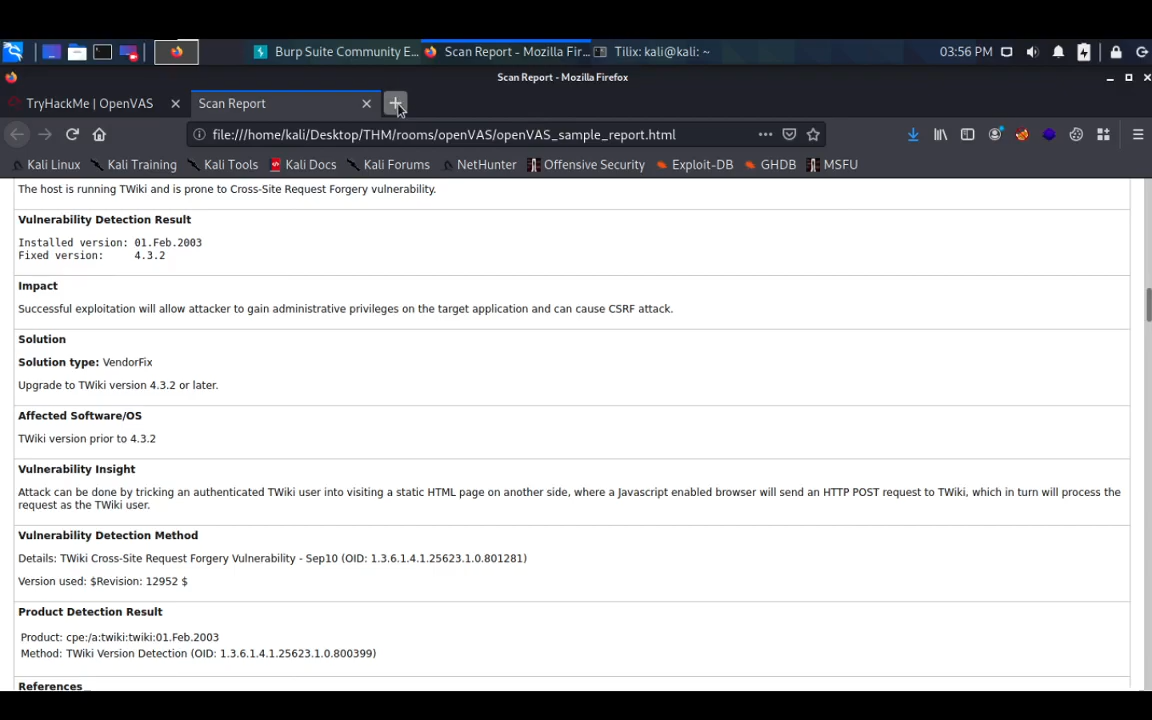 Burp Suite Community E...
Scan Report - Mozilla Fir...
Tilix: kali@kali: ~
03:56 PM
Scan Report - Mozilla Firefox
TryHackMe | OpenVAS
Scan Report
file:///home/kali/Desktop/THM/rooms/openVAS/openVAS_sample_report.html
Kali Linux
Kali Training
Kali Tools
Kali Docs
Kali Forums
NetHunter
Offensive Security
Exploit-DB
GHDB
MSFU
The host is running TWiki and is prone to Cross-Site Request Forgery vulnerability.
Vulnerability Detection Result
Installed version: 01.Feb.2003
Fixed version: 4.3.2
Impact
Successful exploitation will allow attacker to gain administrative privileges on the target application and can cause CSRF attack.
Solution
Solution type: VendorFix
Upgrade to TWiki version 4.3.2 or later.
Affected Software/OS
TWiki version prior to 4.3.2
Vulnerability Insight
Attack can be done by tricking an authenticated TWiki user into visiting a static HTML page on another side, where a Javascript enabled browser will send an HTTP POST request to TWiki, which in turn will process the
request as the TWiki user.
Vulnerability Detection Method
Details: TWiki Cross-Site Request Forgery Vulnerability - Sep10 (OID: 1.3.6.1.4.1.25623.1.0.801281)
Version used: $Revision: 12952 $
Product Detection Result
Product: cpe:/a:twiki:twiki:01.Feb.2003
Method: TWiki Version Detection (OID: 1.3.6.1.4.1.25623.1.0.800399)
References